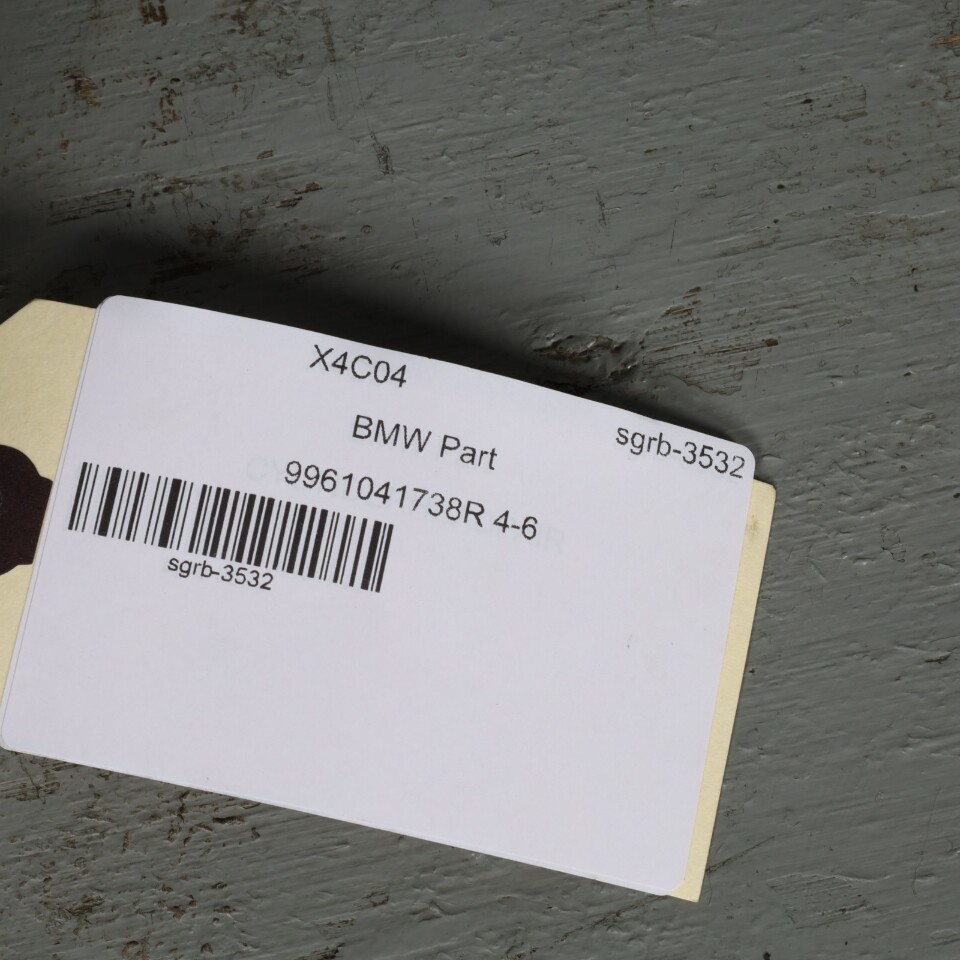 X4C04
BMW Part
sgrb-3532
9961041738R 4-6
sgrb-3532